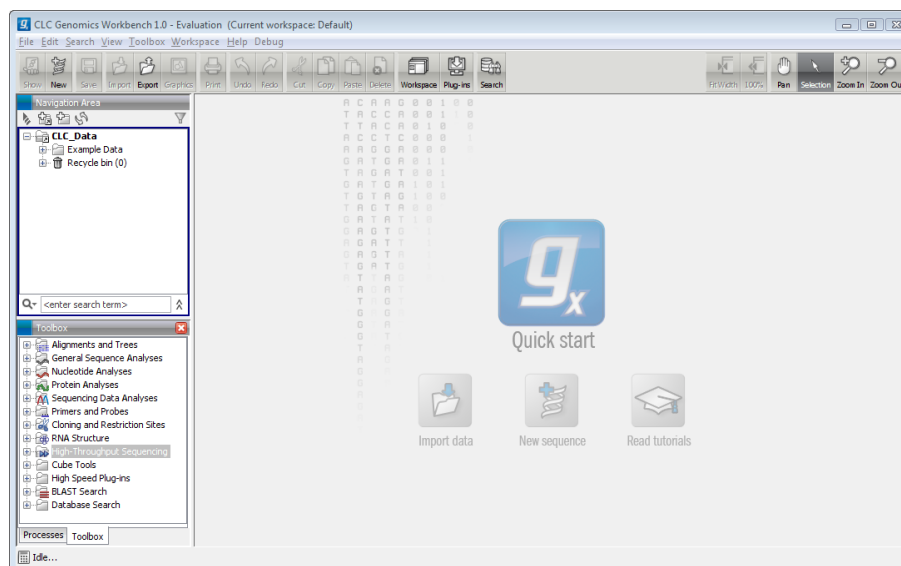 CLC Genomics Workbench 1.0 - Evaluation (Current workspace: Default)
File Edit Search View Toolbox Workspace Help Debug
Show New Save Import Export Graphics Print Undo Redo Cut Copy Paste Delete Workspace Plug-ins Search Fit Width 100% Pan Selection Zoom In Zoom Ou
Navigation Area
CLC_Data
Example Data
Recycle bin (0)
<enter search term>
Toolbox
Alignments and Trees
General Sequence Analyses
Nucleotide Analyses
Protein Analyses
Sequencing Data Analyses
Primers and Probes
Cloning and Restriction Sites
RNA Structure
High-Throughput Sequencing
Cube Tools
High Speed Plug-ins
BLAST Search
Database Search
Processes Toolbox
Idle...
gx
Quick start
Import data New sequence Read tutorials